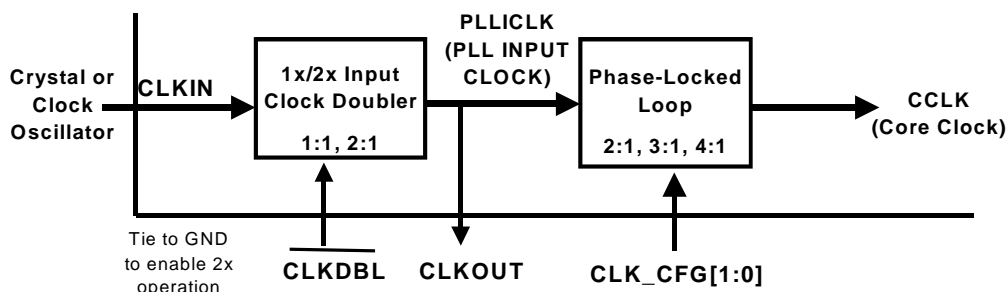 Crystal or
Clock
Oscillator
CLKIN
1x/2x Input
Clock Doubler
1:1, 2:1
PLLICLK
(PLL INPUT
CLOCK)
Phase-Locked
Loop
2:1, 3:1, 4:1
CCLK
(Core Clock)
Tie to GND
to enable 2x
operation
CLKDBL
CLKOUT
CLK_CFG[1:0]